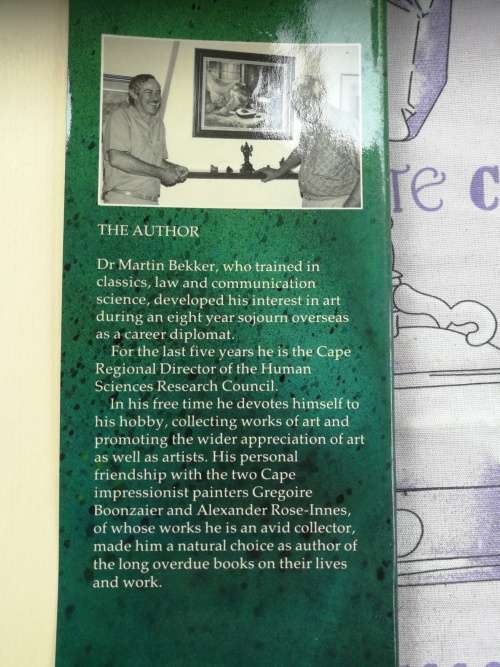 THE AUTHOR
Dr Martin Bekker, who trained in
classics, law and communication
science, developed his interest in art
during an eight year sojourn overseas
as a career diplomat.
For the last five years he is the Cape
Regional Director of the Human
Sciences Research Council.
In his free time he devotes himself to
his hobby, collecting works of art and
promoting the wider appreciation of art
as well as artists. His personal
friendship with the two Cape
impressionist painters Gregoire
Boonzaier and Alexander Rose-Innes,
of whose works he is an avid collector,
made him a natural choice as author of
the long overdue books on their lives
and work.